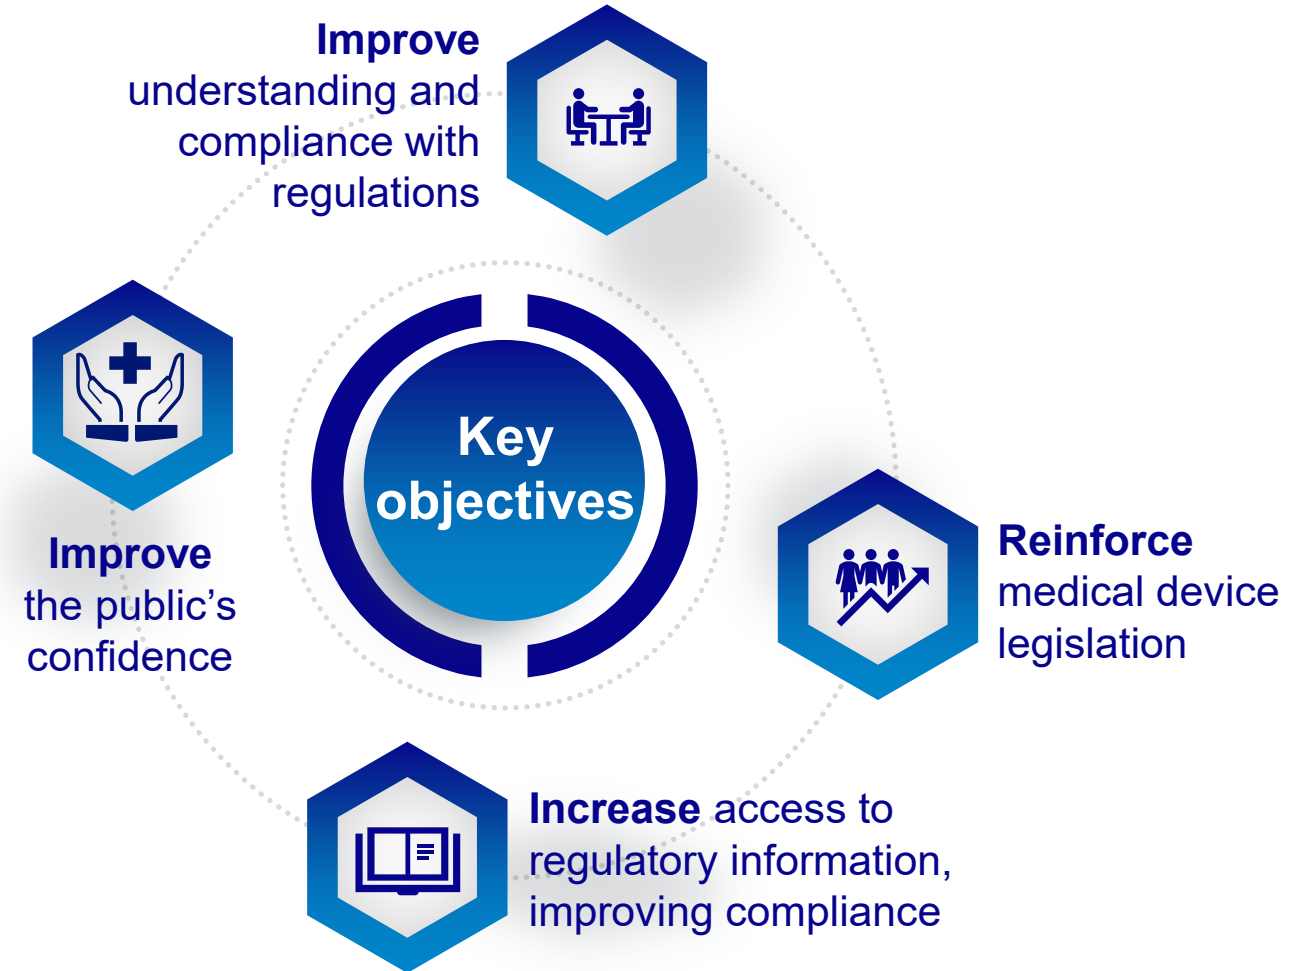 Improve
understanding and
compliance with
regulations
Key
objectives
Reinforce
medical device
legislation
Increase access to
regulatory information,
improving compliance
Improve
the public’s
confidence